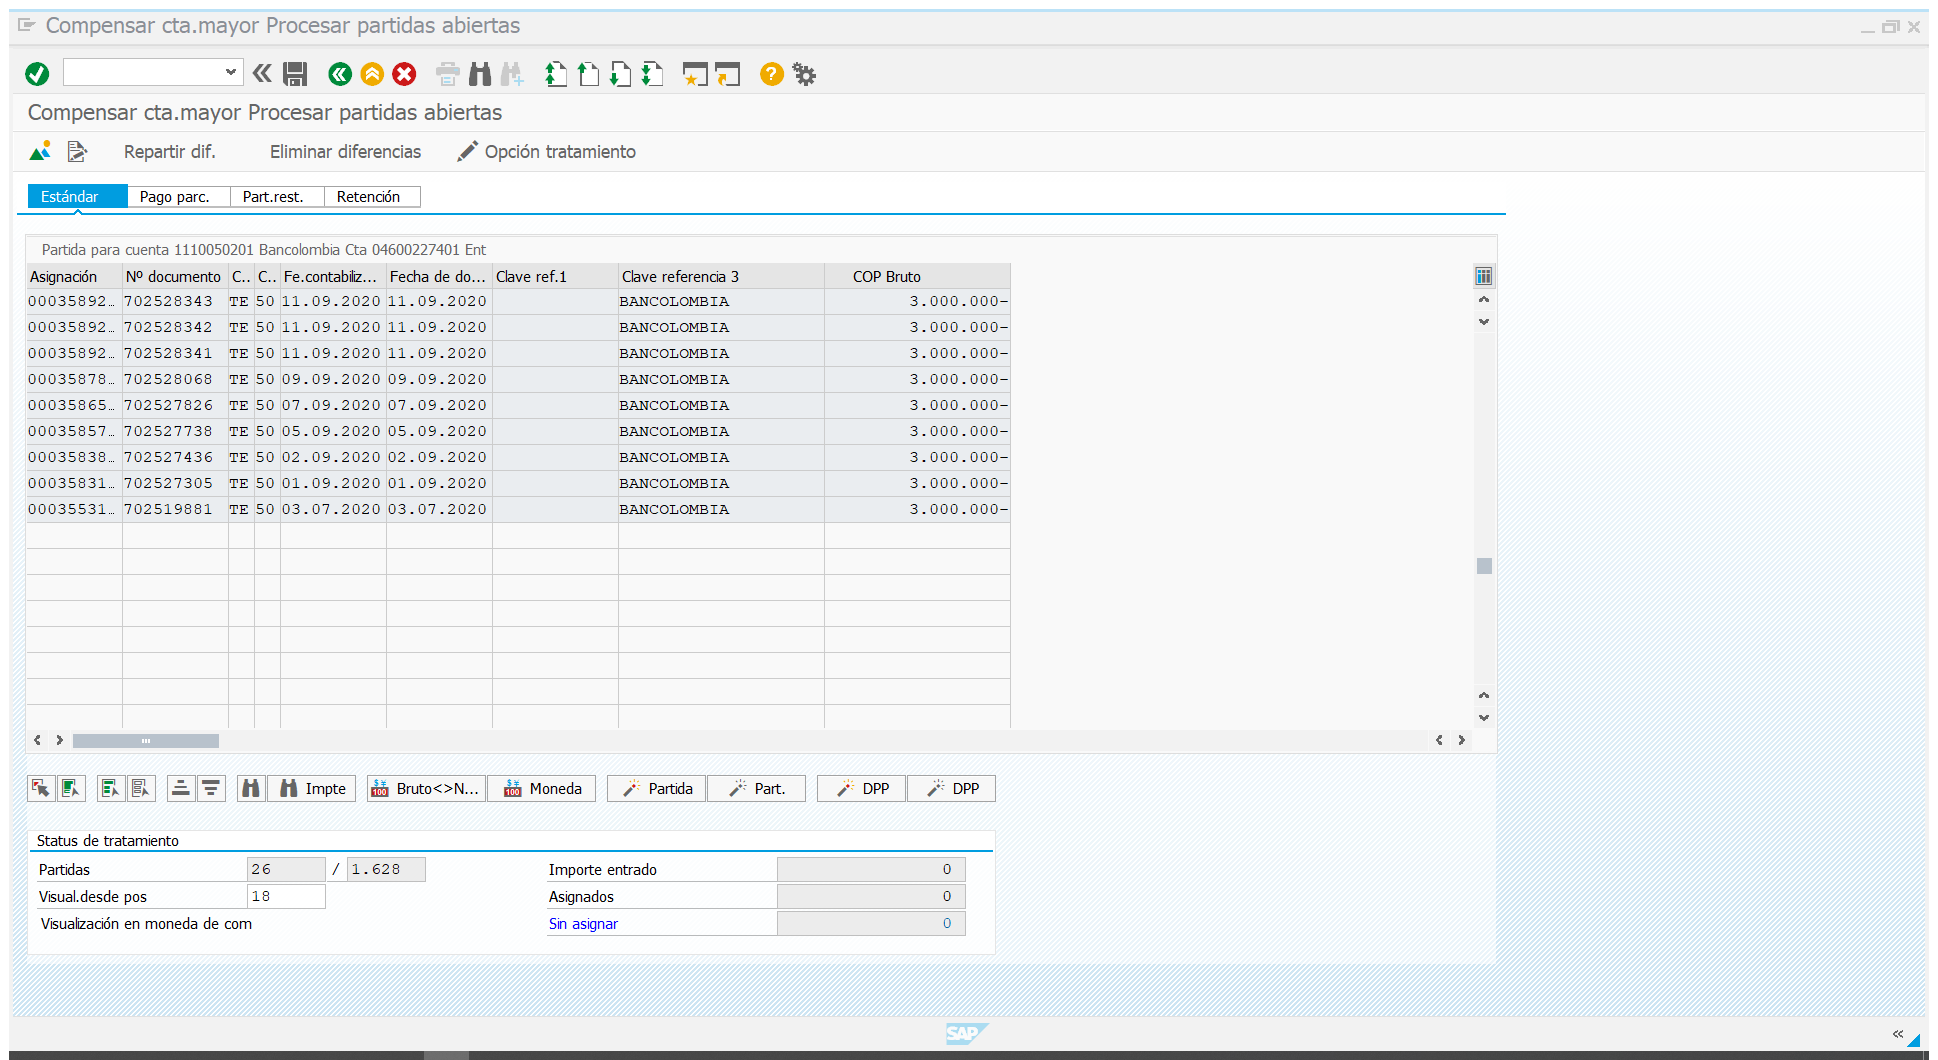 Compensar cta.mayor Procesar partidas abiertas
Compensar cta.mayor Procesar partidas abiertas
Repartir dif. Eliminar diferencias Opción tratamiento
Estándar Pago parc. Part.rest. Retención
Partida para cuenta 1110050201 Bancolombia Cta 04600227401 Ent
Asignación Nº documento C.. C.. Fe.contabiliz... Fecha de do... Clave ref.1 Clave referencia 3 COP Bruto
00035892… 702528343 TE 50 11.09.2020 11.09.2020 BANCOLOMBIA 3.000.000-
00035892… 702528342 TE 50 11.09.2020 11.09.2020 BANCOLOMBIA 3.000.000-
00035892… 702528341 TE 50 11.09.2020 11.09.2020 BANCOLOMBIA 3.000.000-
00035878… 702528068 TE 50 09.09.2020 09.09.2020 BANCOLOMBIA 3.000.000-
00035865… 702527826 TE 50 07.09.2020 07.09.2020 BANCOLOMBIA 3.000.000-
00035857… 702527738 TE 50 05.09.2020 05.09.2020 BANCOLOMBIA 3.000.000-
00035838… 702527436 TE 50 02.09.2020 02.09.2020 BANCOLOMBIA 3.000.000-
00035831… 702527305 TE 50 01.09.2020 01.09.2020 BANCOLOMBIA 3.000.000-
00035531… 702519881 TE 50 03.07.2020 03.07.2020 BANCOLOMBIA 3.000.000-
Impte Bruto<>N... Moneda Partida Part. DPP DPP
Status de tratamiento
Partidas 26 / 1.628 Importe entrado 0
Visual.desde pos 18 Asignados 0
Visualización en moneda de com Sin asignar 0
SAP